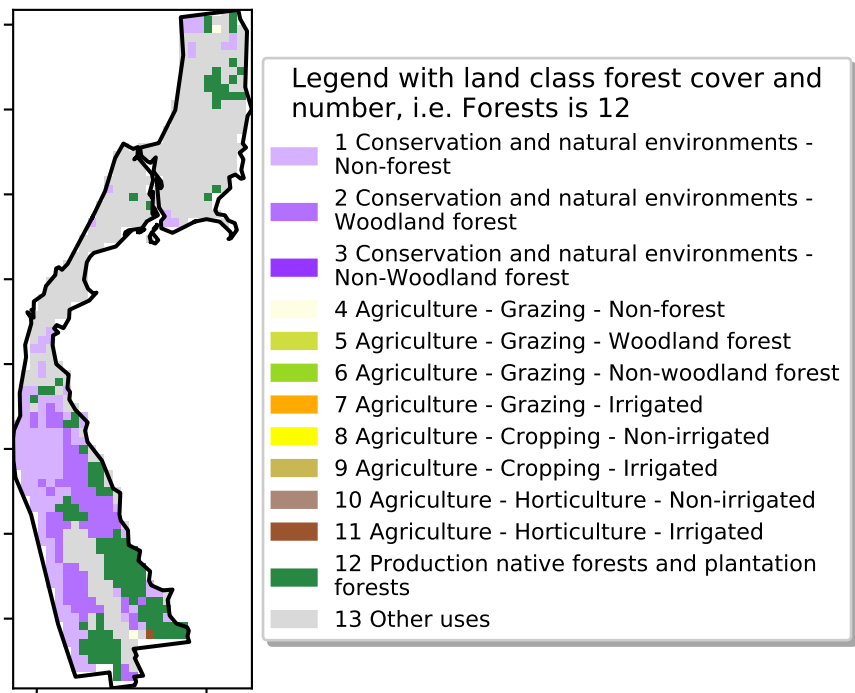 Legend with land class forest cover and
number, i.e. Forests is 12
1 Conservation and natural environments -
Non-forest
2 Conservation and natural environments -
Woodland forest
3 Conservation and natural environments -
Non-Woodland forest
4 Agriculture - Grazing - Non-forest
5 Agriculture - Grazing - Woodland forest
6 Agriculture - Grazing - Non-woodland forest
7 Agriculture - Grazing - Irrigated
8 Agriculture - Cropping - Non-irrigated
9 Agriculture - Cropping - Irrigated
10 Agriculture - Horticulture - Non-irrigated
11 Agriculture - Horticulture - Irrigated
12 Production native forests and plantation
forests
13 Other uses